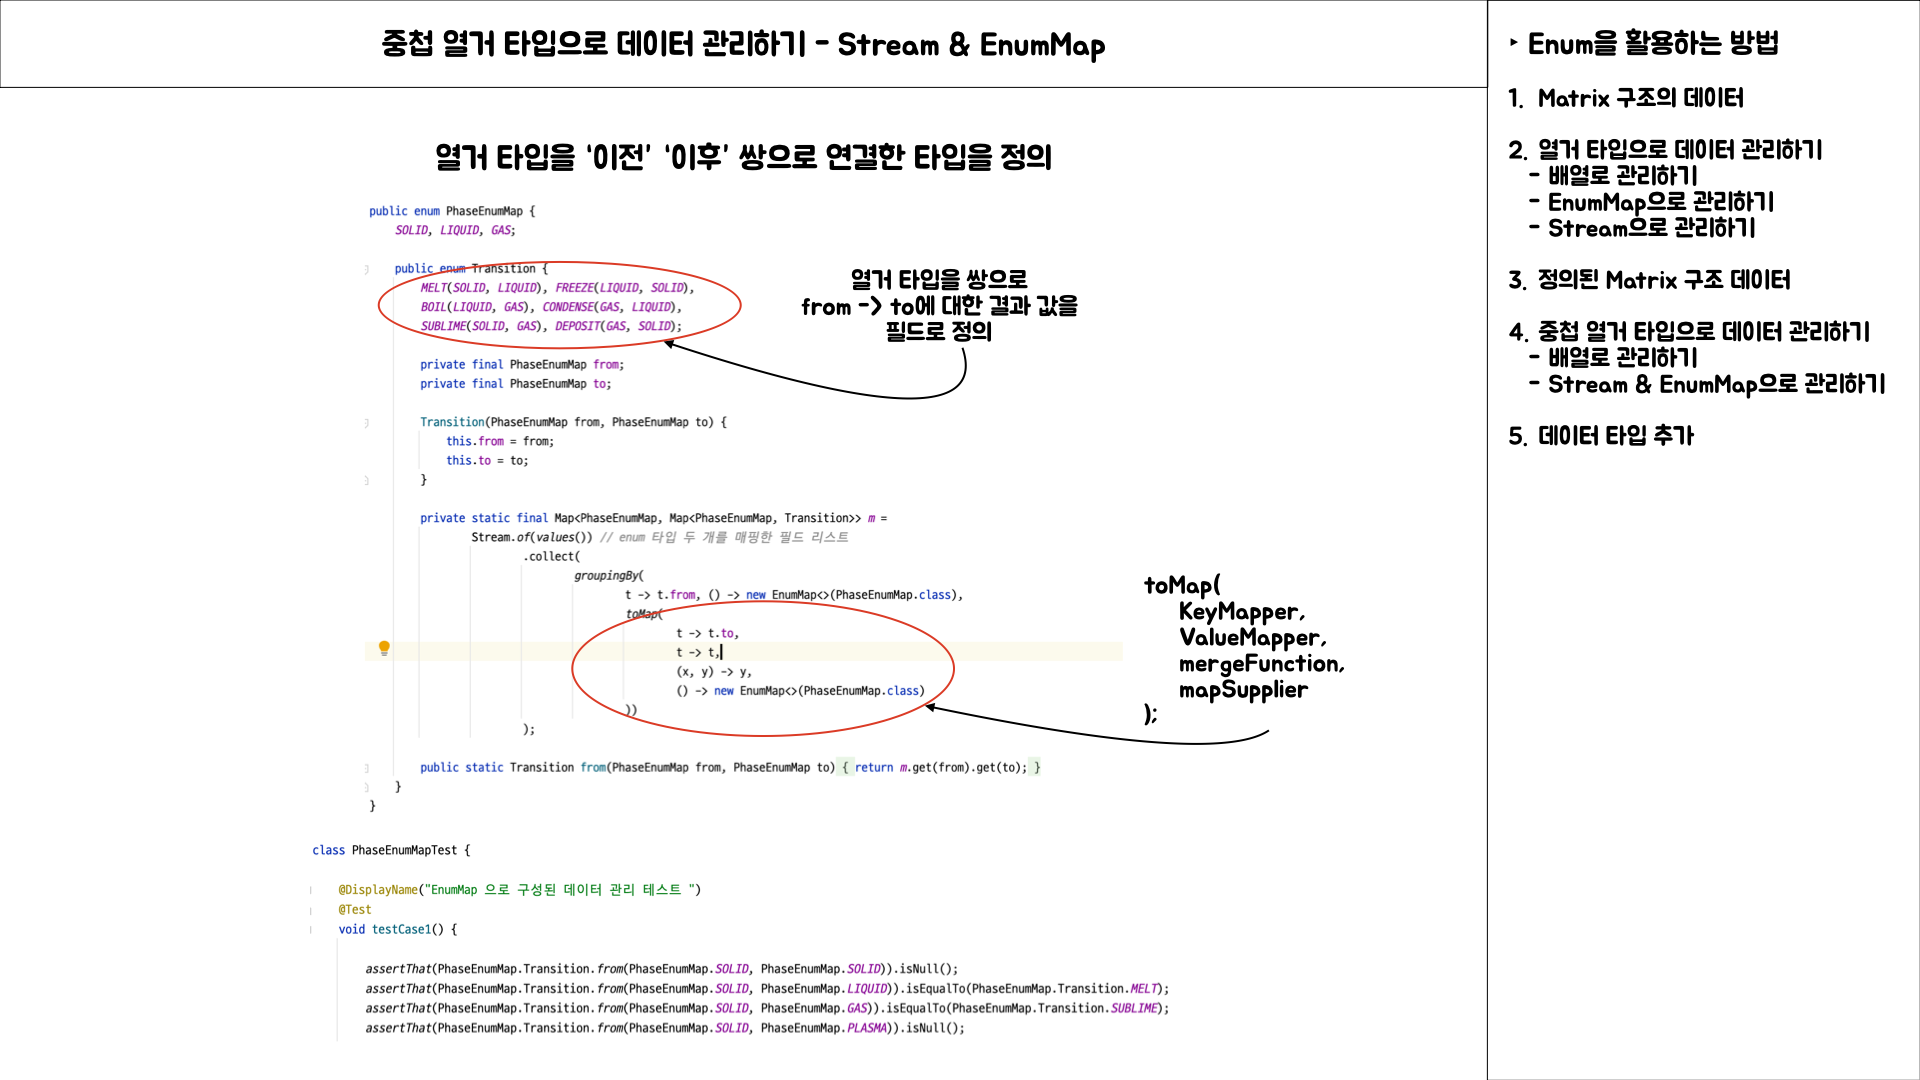 중첩 열거 타입으로 데이터 관리하기 - Stream & EnumMap
열거 타입을 ‘이전’ ‘이후’ 쌍으로 연결한 타입을 정의
public enum PhaseEnumMap {
SOLID, LIQUID, GAS;
public enum Transition {
MELT(SOLID, LIQUID), FREEZE(LIQUID, SOLID),
BOIL(LIQUID, GAS), CONDENSE(GAS, LIQUID),
SUBLIME(SOLID, GAS), DEPOSIT(GAS, SOLID);
private final PhaseEnumMap from;
private final PhaseEnumMap to;
Transition(PhaseEnumMap from, PhaseEnumMap to) {
this.from = from;
this.to = to;
}
private static final Map<PhaseEnumMap, Map<PhaseEnumMap, Transition>> m =
Stream.of(values()) // enum 타입 두 개를 매핑한 필드 리스트
.collect(
groupingBy(
t -> t.from, () -> new EnumMap<>(PhaseEnumMap.class),
toMap(
t -> t.to,
t -> t,
(x, y) -> y,
() -> new EnumMap<>(PhaseEnumMap.class)
))
);
public static Transition from(PhaseEnumMap from, PhaseEnumMap to) { return m.get(from).get(to); }
}
}
열거 타입을 쌍으로
from -> to에 대한 결과 값을
필드로 정의
toMap(
KeyMapper,
ValueMapper,
mergeFunction,
mapSupplier
);
class PhaseEnumMapTest {
@DisplayName("EnumMap 으로 구성된 데이터 관리 테스트 ")
@Test
void testCase1() {
assertThat(PhaseEnumMap.Transition.from(PhaseEnumMap.SOLID, PhaseEnumMap.SOLID)).isNull();
assertThat(PhaseEnumMap.Transition.from(PhaseEnumMap.SOLID, PhaseEnumMap.LIQUID)).isEqualTo(PhaseEnumMap.Transition.MELT);
assertThat(PhaseEnumMap.Transition.from(PhaseEnumMap.SOLID, PhaseEnumMap.GAS)).isEqualTo(PhaseEnumMap.Transition.SUBLIME);
assertThat(PhaseEnumMap.Transition.from(PhaseEnumMap.SOLID, PhaseEnumMap.PLASMA)).isNull();
‣ Enum을 활용하는 방법
1. Matrix 구조의 데이터
2. 열거 타입으로 데이터 관리하기
- 배열로 관리하기
- EnumMap으로 관리하기
- Stream으로 관리하기
3. 정의된 Matrix 구조 데이터
4. 중첩 열거 타입으로 데이터 관리하기
- 배열로 관리하기
- Stream & EnumMap으로 관리하기
5. 데이터 타입 추가